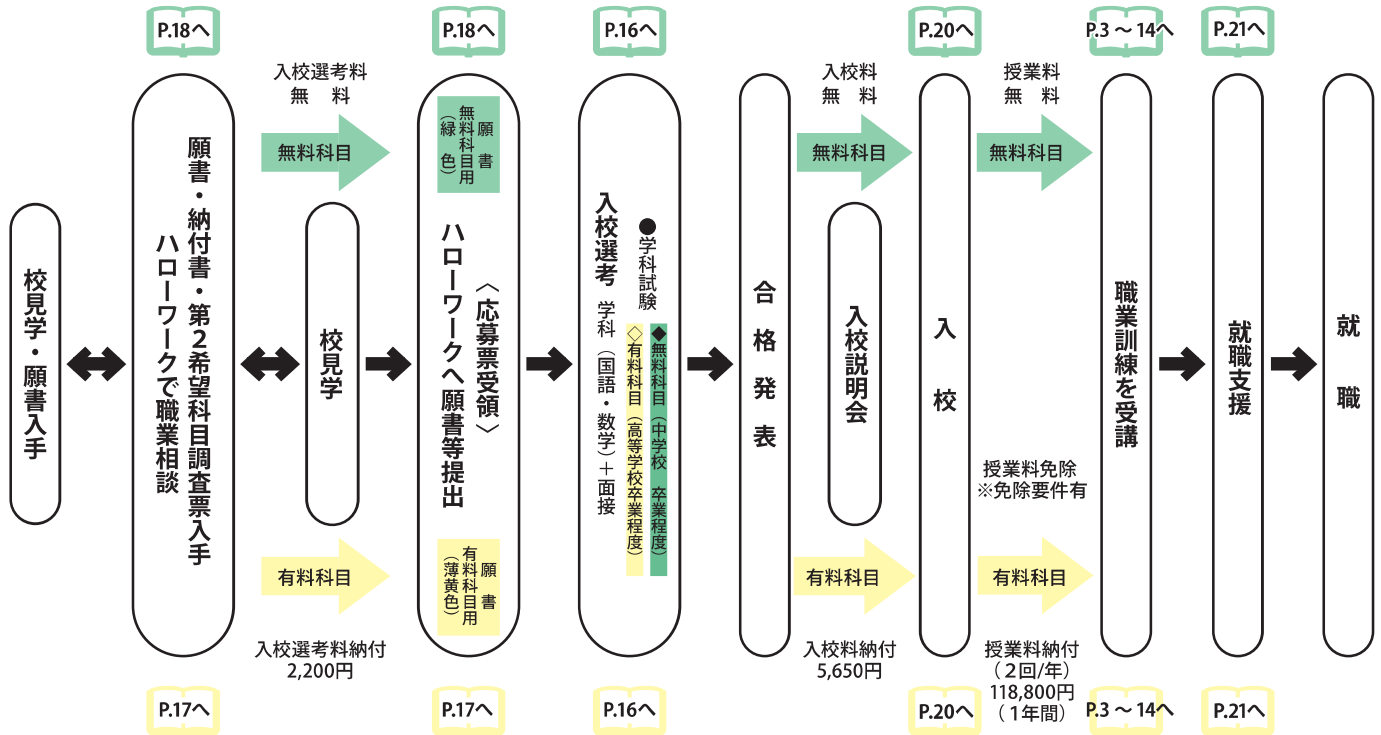 P.18へ
P.18へ
P.16へ
P.20へ
P.3～14へ
P.21へ
校見学・願書入手
願書・納付書・第２希望科目調査票入手
ハローワークで職業相談
入校選考料
無　料
無料科目
校見学
有料科目
入校選考料納付
2,200円
願　書
無料科目用
（緑　色）
〈応募票受領〉
ハローワークへ願書等提出
願　書
有料科目用
（薄黄色）
入校選考
●学科試験
学科（国語・数学）＋面接
◆無料科目（中学校　卒業程度）
◇有料科目（高等学校卒業程度）
合格発表
入校料
無　料
無料科目
入校説明会
有料科目
入校料納付
5,650円
入　校
授業料
無　料
無料科目
授業料免除
※免除要件有
有料科目
授業料納付
（２回/年）
118,800円
（１年間）
職業訓練を受講
就職支援
就　職
P.17へ
P.17へ
P.16へ
P.20へ
P.3～14へ
P.21へ